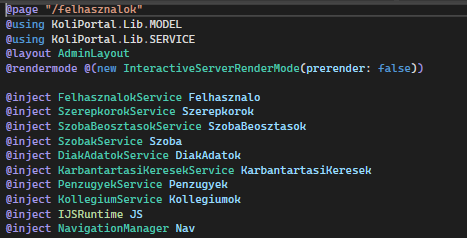 @page "/felhasznalok"
@using KoliPortal.Lib.MODEL
@using KoliPortal.Lib.SERVICE
@layout AdminLayout
@rendermode @(new InteractiveServerRenderMode(prerender: false))
@inject FelhasznalokService Felhasznalo
@inject SzerepkorokService Szerepkorok
@inject SzobaBeosztasokService SzobaBeosztasok
@inject SzobakService Szoba
@inject DiakAdatokService DiakAdatok
@inject KarbantartasiKeresekService KarbantartasiKeresek
@inject PenzugyekService Penzugyek
@inject KollegiumService Kollegiumok
@inject IJSRuntime JS
@inject NavigationManager Nav